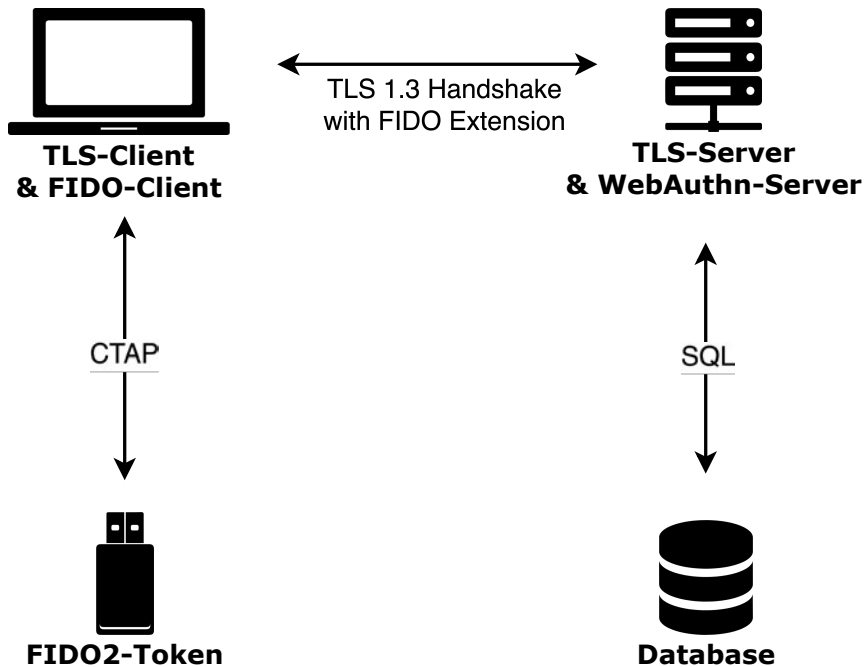 TLS 1.3 Handshake
with FIDO Extension
TLS-Client
& FIDO-Client
TLS-Server
& WebAuthn-Server
CTAP
SQL
FIDO2-Token
Database